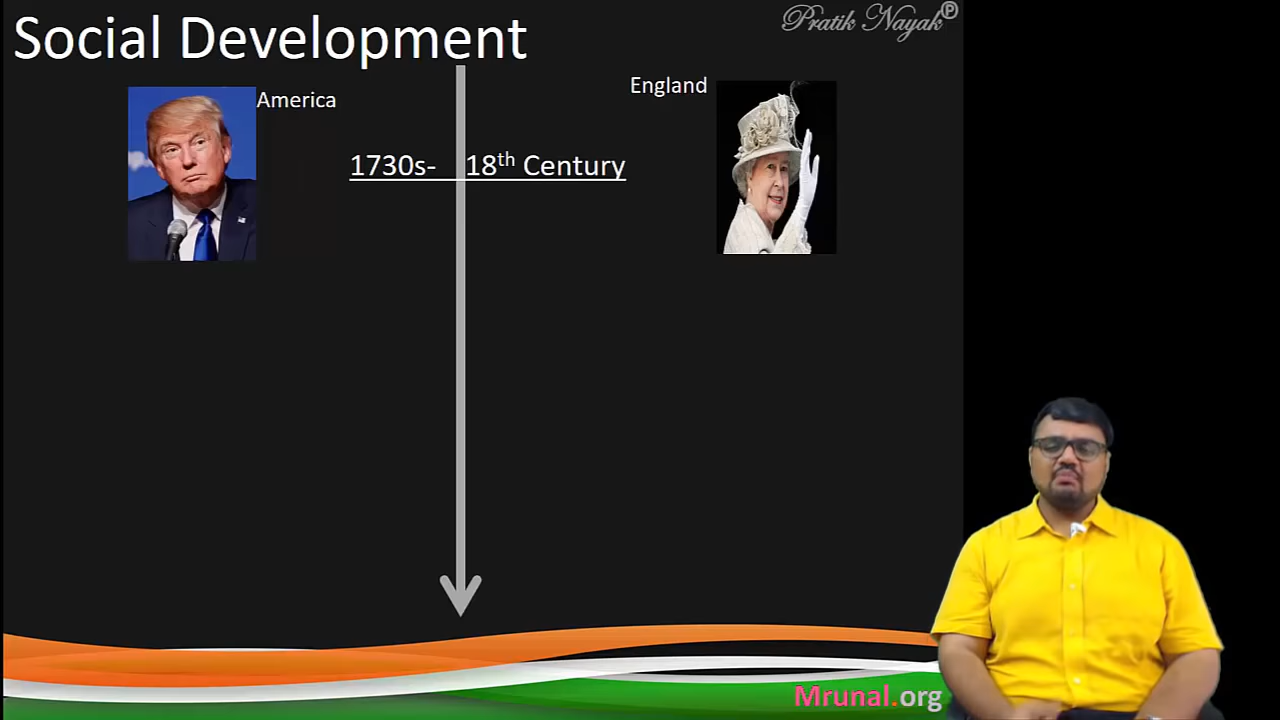 Social Development
Pratik Nayak℗
America
England
1730s- 18th Century
Mrunal.org